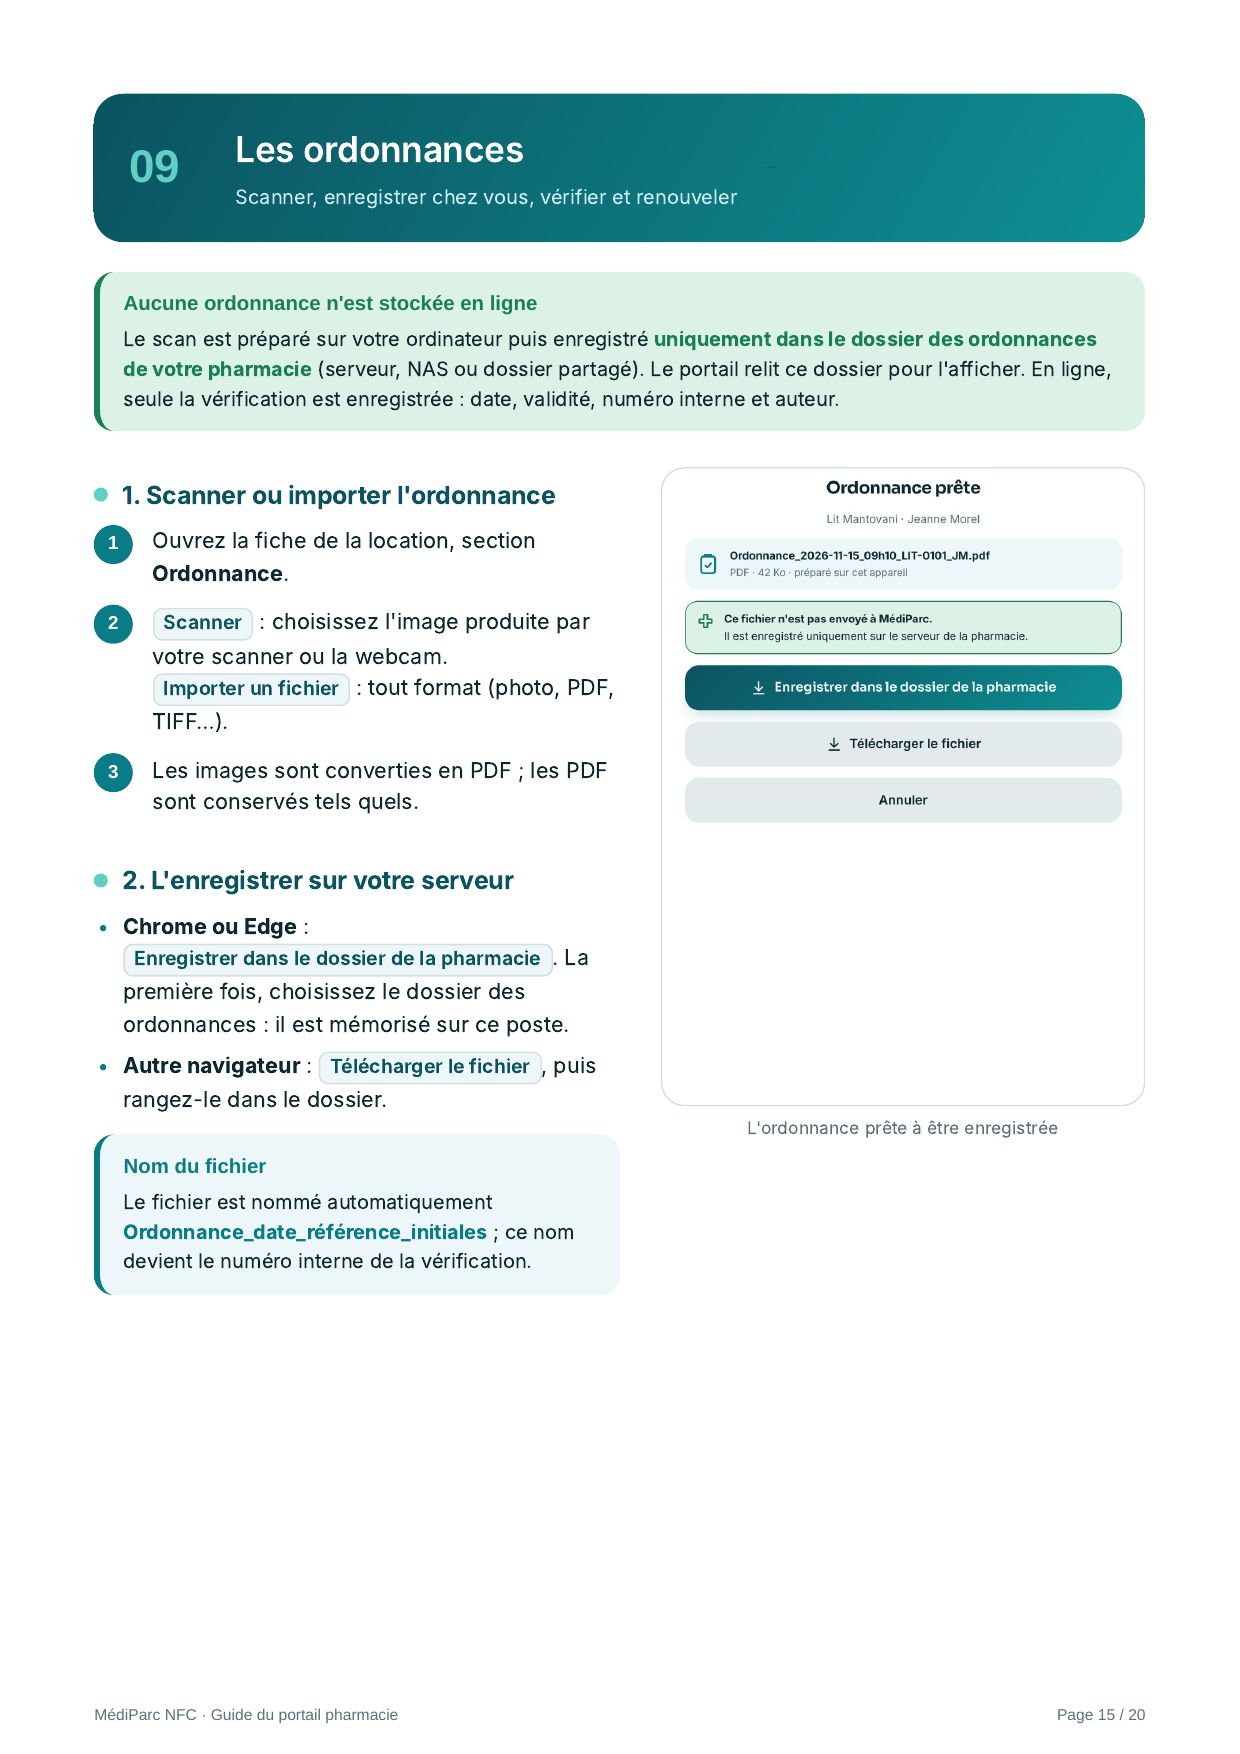 09
Les ordonnances
Scanner, enregistrer chez vous, vérifier et renouveler
Aucune ordonnance n'est stockée en ligne
Le scan est préparé sur votre ordinateur puis enregistré uniquement dans le dossier des ordonnances
de votre pharmacie (serveur, NAS ou dossier partagé). Le portail relit ce dossier pour l'afficher. En ligne,
seule la vérification est enregistrée : date, validité, numéro interne et auteur.
1. Scanner ou importer l'ordonnance
1
Ouvrez la fiche de la location, section
Ordonnance.
2
Scanner : choisissez l'image produite par
votre scanner ou la webcam.
Importer un fichier : tout format (photo, PDF,
TIFF...).
3
Les images sont converties en PDF ; les PDF
sont conservés tels quels.
2. L'enregistrer sur votre serveur
• Chrome ou Edge :
Enregistrer dans le dossier de la pharmacie. La
première fois, choisissez le dossier des
ordonnances : il est mémorisé sur ce poste.
• Autre navigateur : Télécharger le fichier, puis
rangez-le dans le dossier.
Nom du fichier
Le fichier est nommé automatiquement
Ordonnance_date_référence_initiales ; ce nom
devient le numéro interne de la vérification.
Ordonnance prête
Lit Mantovani · Jeanne Morel
Ordonnance_2026-11-15_09h10_LIT-0101_JM.pdf
PDF · 42 Ko · préparé sur cet appareil
Ce fichier n'est pas envoyé à MédiParc.
Il est enregistré uniquement sur le serveur de la pharmacie.
Enregistrer dans le dossier de la pharmacie
Télécharger le fichier
Annuler
L'ordonnance prête à être enregistrée
MédiParc NFC · Guide du portail pharmacie
Page 15 / 20